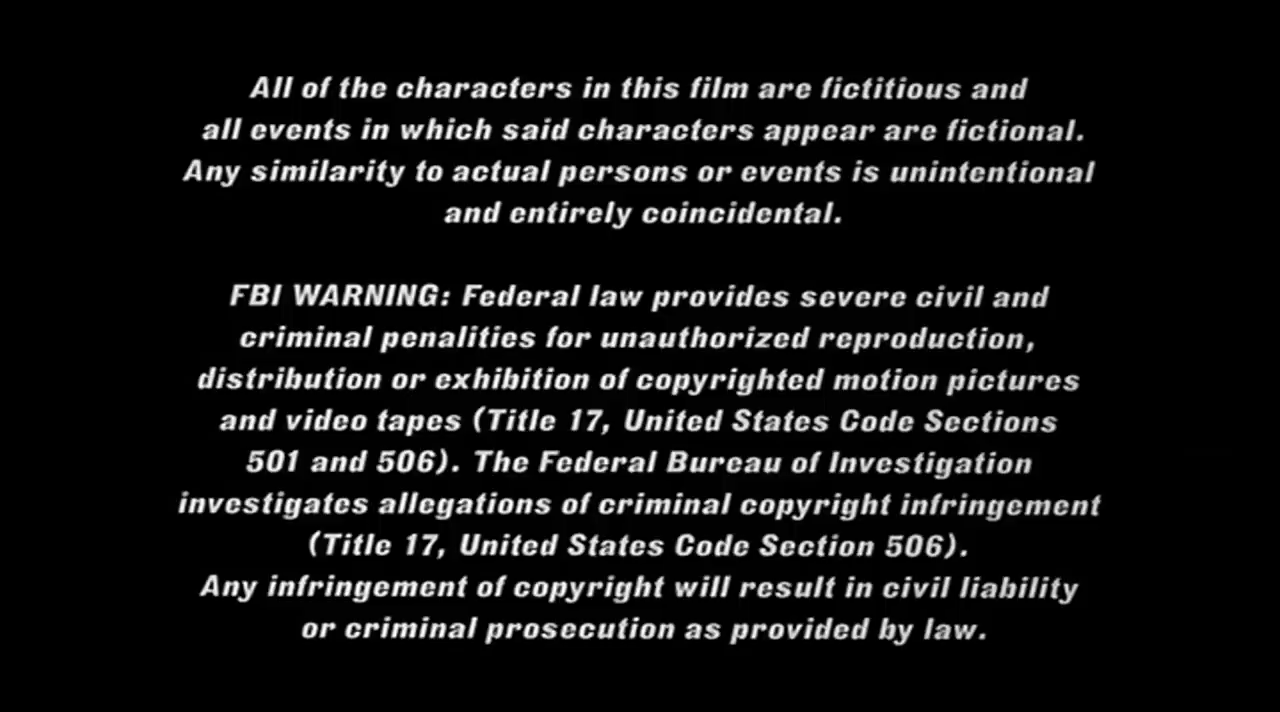 All of the characters in this film are fictitious and
all events in which said characters appear are fictional.
Any similarity to actual persons or events is unintentional
and entirely coincidental.
FBI WARNING: Federal law provides severe civil and
criminal penalities for unauthorized reproduction,
distribution or exhibition of copyrighted motion pictures
and video tapes (Title 17, United States Code Sections
501 and 506). The Federal Bureau of Investigation
investigates allegations of criminal copyright infringement
(Title 17, United States Code Section 506).
Any infringement of copyright will result in civil liability
or criminal prosecution as provided by law.